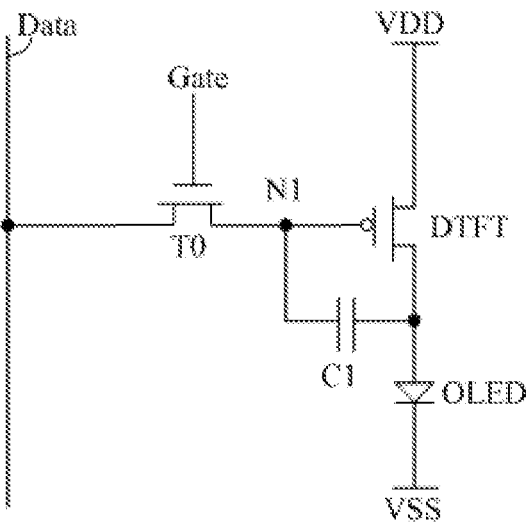 Data
VDD
Gate
N1
T0
DTFT
C1
OLED
VSS